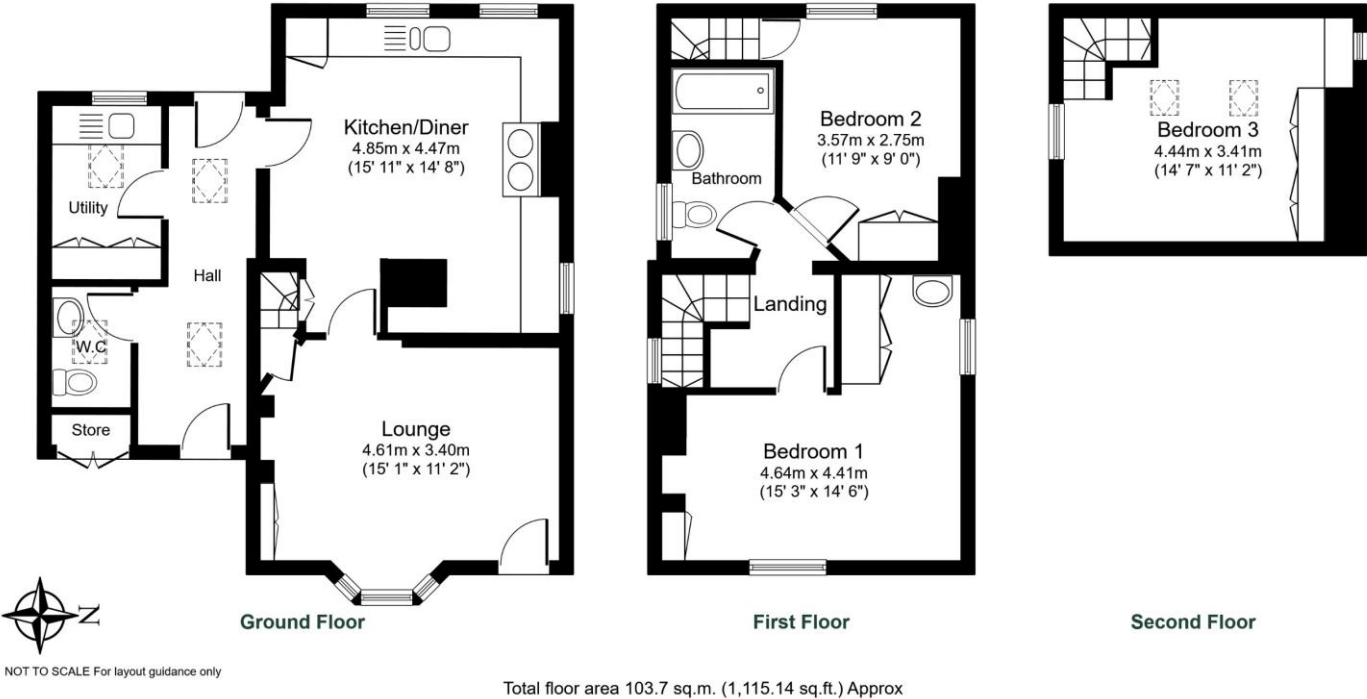 Kitchen/Diner
4.85m x 4.47m
(15' 11" x 14' 8")
Utility
Hall
W.C
Store
Lounge
4.61m x 3.40m
(15' 1" x 11' 2")
Ground Floor
Bedroom 2
3.57m x 2.75m
(11' 9" x 9' 0")
Bathroom
Landing
Bedroom 1
4.64m x 4.41m
(15' 3" x 14' 6")
First Floor
Bedroom 3
4.44m x 3.41m
(14' 7" x 11' 2")
Second Floor
N
NOT TO SCALE For layout guidance only
Total floor area 103.7 sq.m. (1,115.14 sq.ft.) Approx